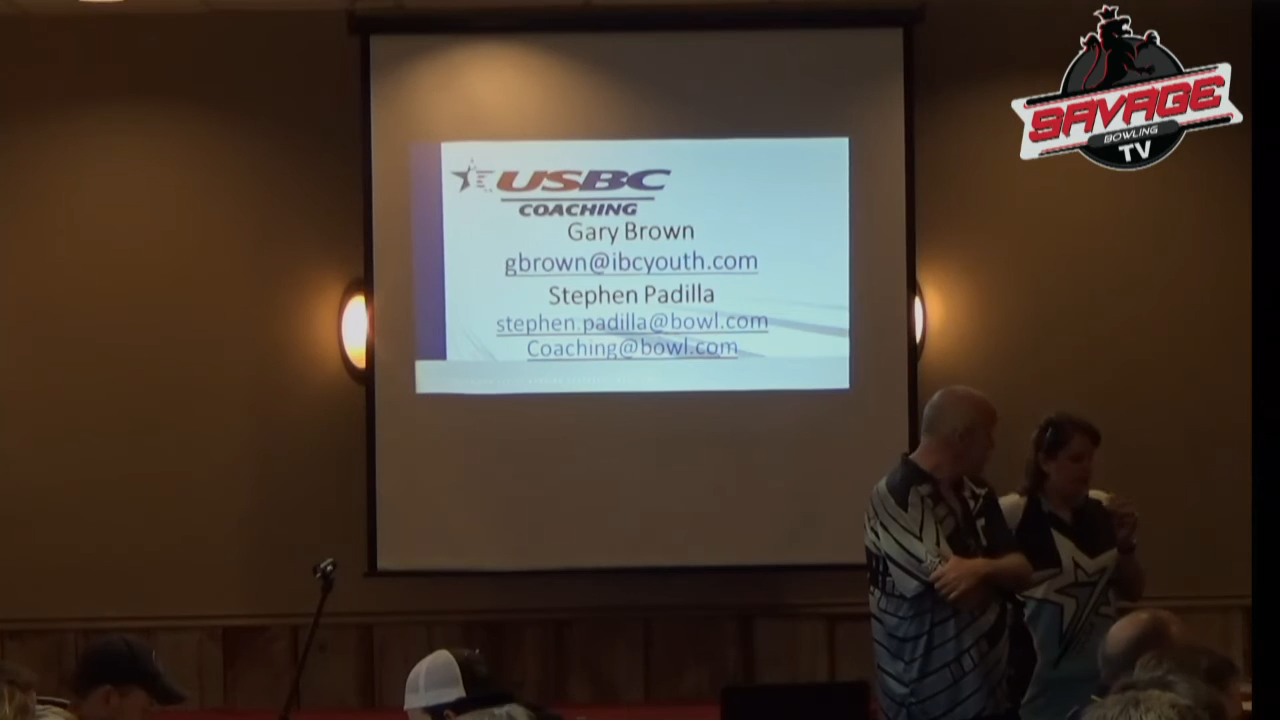 USBC
COACHING
Gary Brown
gbrown@ibcyouth.com
Stephen Padilla
stephen.padilla@bowl.com
Coaching@bowl.com
SAVAGE
BOWLING
TV